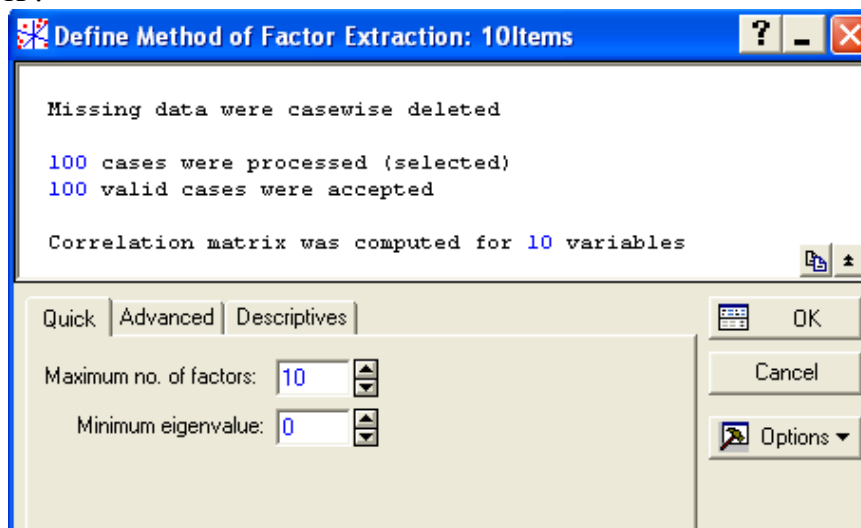 Define Method of Factor Extraction: 10Items
Missing data were casewise deleted
100 cases were processed (selected)
100 valid cases were accepted
Correlation matrix was computed for 10 variables
Quick Advanced Descriptives
Maximum no. of factors: 10
Minimum eigenvalue: 0
OK
Cancel
Options